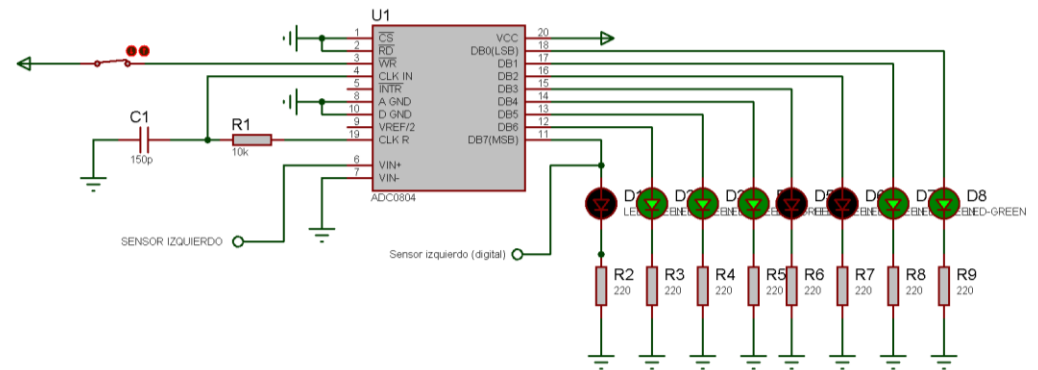 U1
1 CS VCC 20
2 RD DB0(LSB) 18
3 WR DB1 17
4 CLK IN DB2 16
5 INTR DB3 15
8 A GND DB4 14
10 D GND DB5 13
9 VREF/2 DB6 12
19 CLK R DB7(MSB) 11
6 VIN+
7 VIN-
ADC0804
C1
150p
R1
10k
SENSOR IZQUIERDO
Sensor izquierdo (digital)
D8
LED-GREEN
R2 R3 R4 R5 R6 R7 R8 R9
220 220 220 220 220 220 220 220